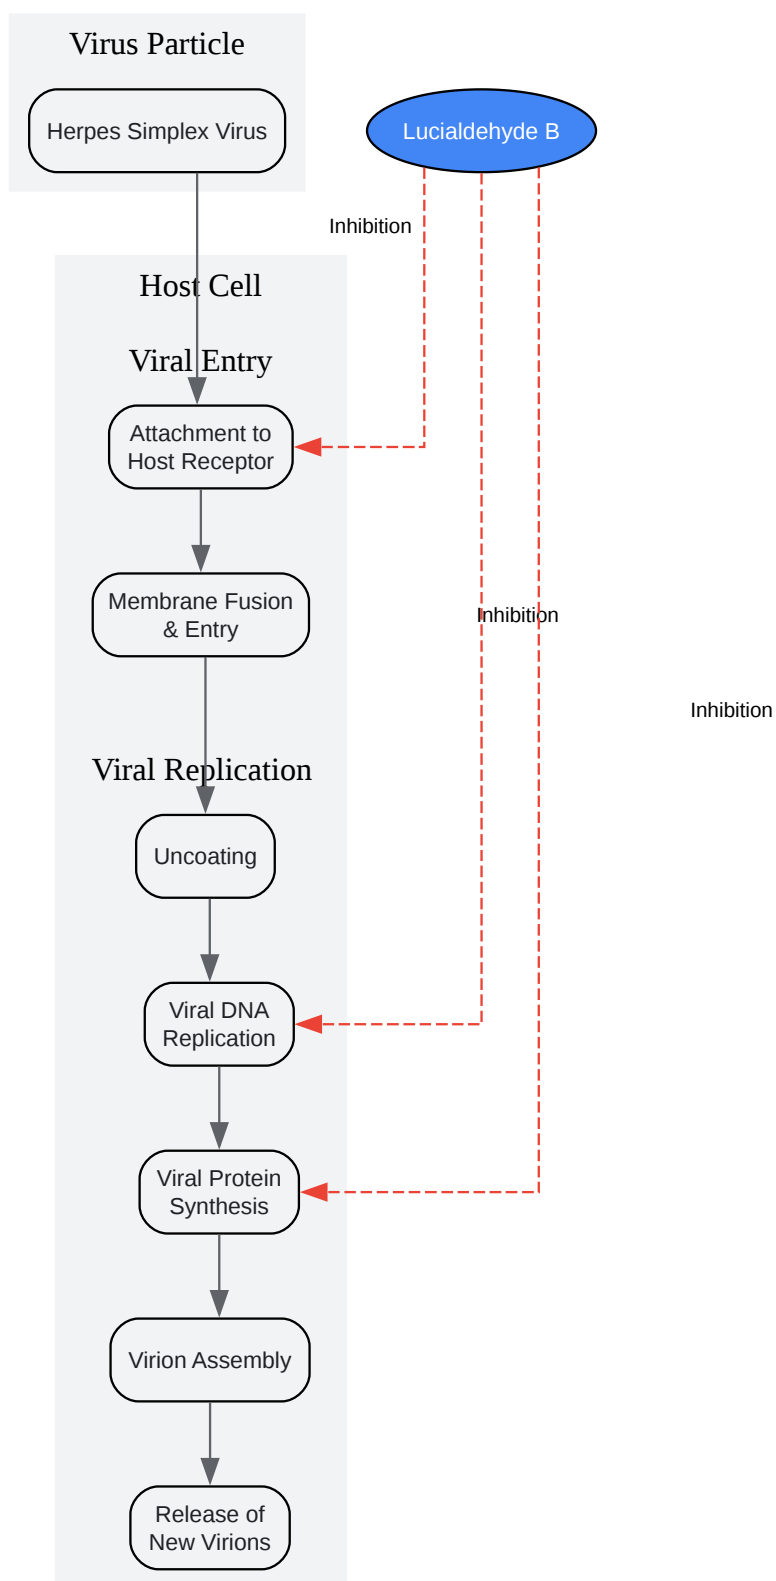 Virus Particle
Herpes Simplex Virus
Lucialdehyde B
Inhibition
Host Cell
Viral Entry
Attachment to
Host Receptor
Membrane Fusion
& Entry
Inhibition
Inhibition
Viral Replication
Uncoating
Viral DNA
Replication
Viral Protein
Synthesis
Virion Assembly
Release of
New Virions